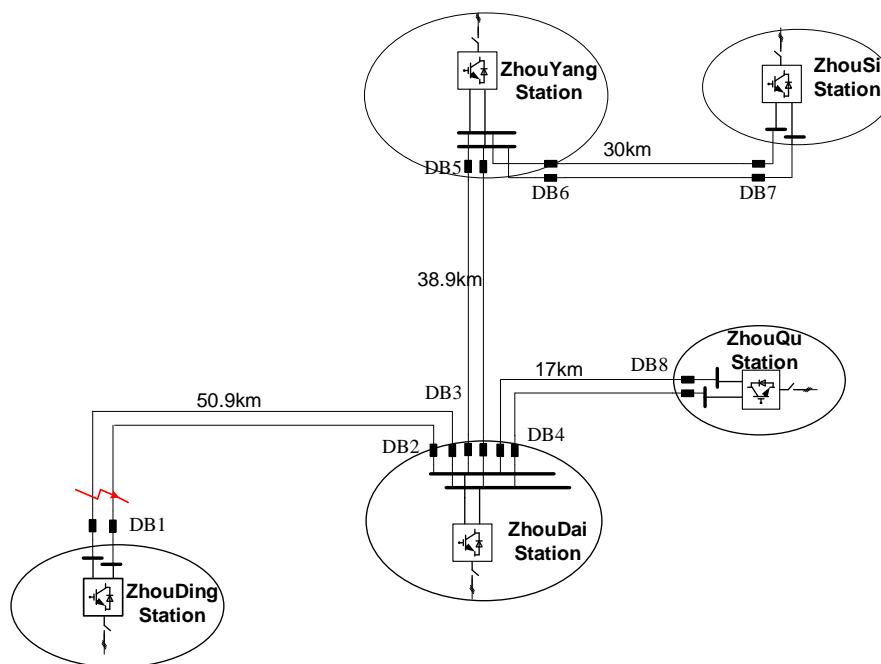 ZhouYang
Station
ZhouSi
Station
30km
DB5
DB6
DB7
38.9km
ZhouQu
Station
DB8
17km
DB3
50.9km
DB2
DB4
ZhouDai
Station
DB1
ZhouDing
Station